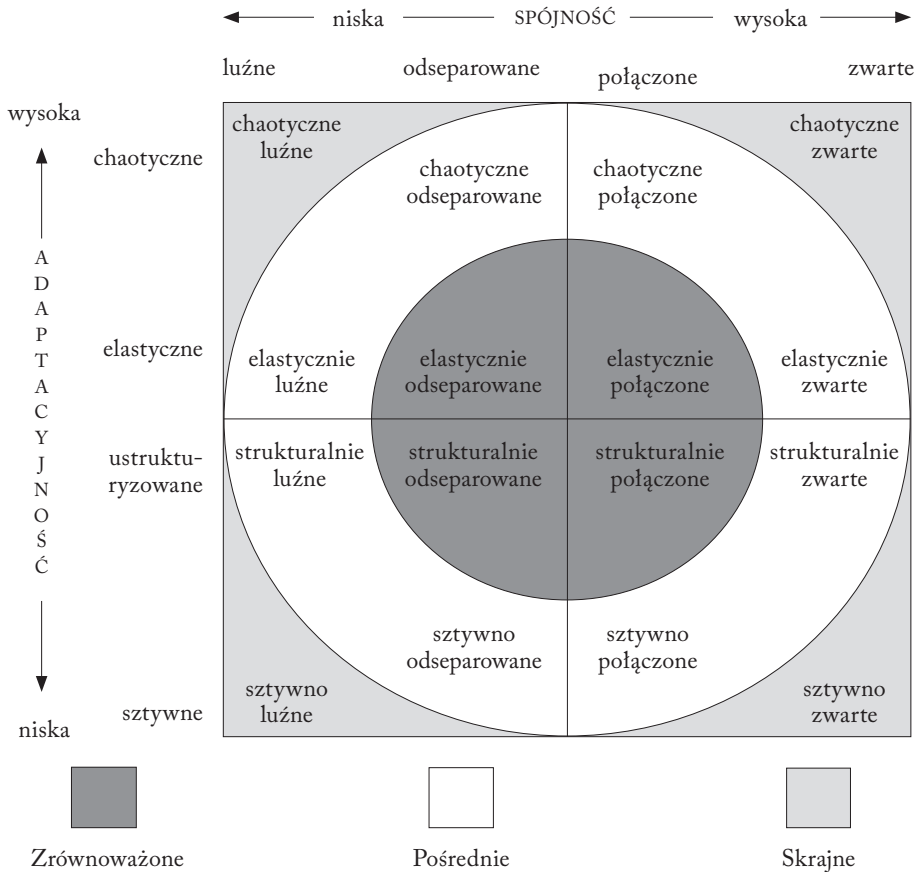 niska SPÓJNOŚĆ wysoka
luźne odseparowane połączone zwarte
wysoka
chaotyczne
elastyczne
ustruktu-
ryzowane
sztywne
niska
ADAPTACYJNOŚĆ
chaotyczne
luźne
chaotyczne
odseparowane
chaotyczne
połączone
chaotyczne
zwarte
elastycznie
luźne
elastycznie
odseparowane
elastycznie
połączone
elastycznie
zwarte
strukturalnie
luźne
strukturalnie
odseparowane
strukturalnie
połączone
strukturalnie
zwarte
sztywno
luźne
sztywno
odseparowane
sztywno
połączone
sztywno
zwarte
Zrównoważone
Pośrednie
Skrajne